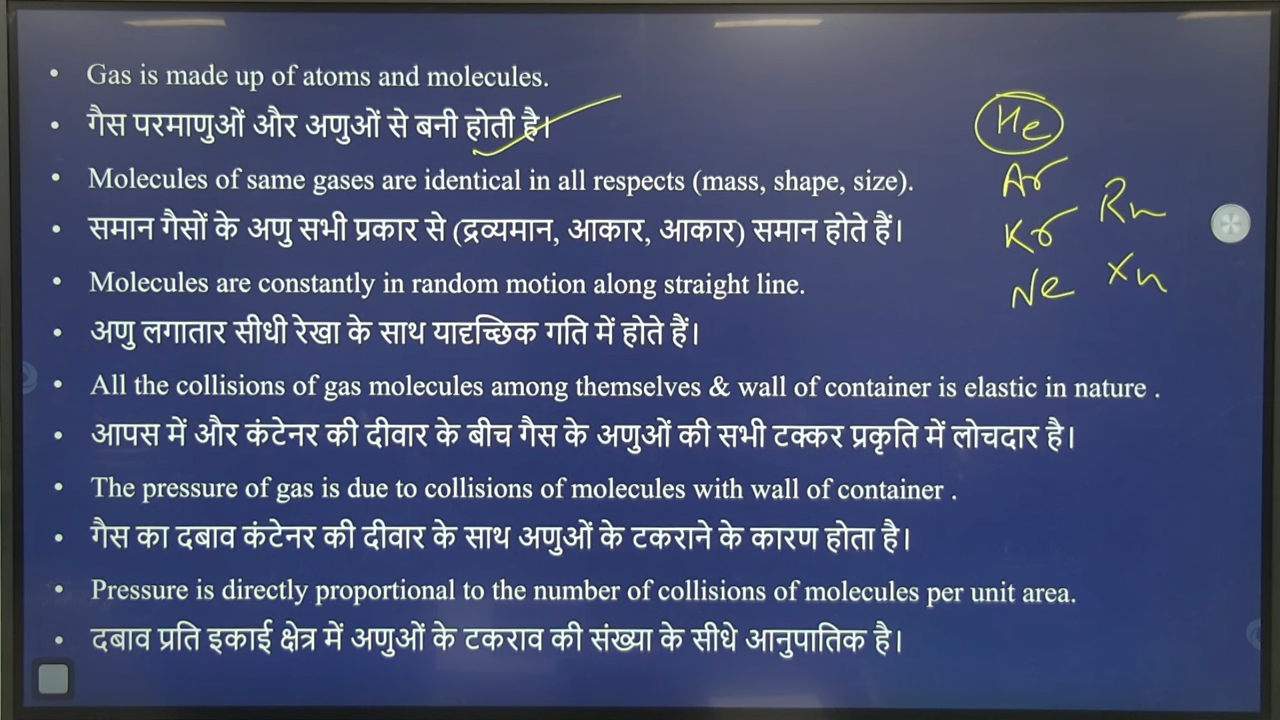 • Gas is made up of atoms and molecules.
• गैस परमाणुओं और अणुओं से बनी होती है।
• Molecules of same gases are identical in all respects (mass, shape, size).
• समान गैसों के अणु सभी प्रकार से (द्रव्यमान, आकार, आकार) समान होते हैं।
• Molecules are constantly in random motion along straight line.
• अणु लगातार सीधी रेखा के साथ यादृच्छिक गति में होते हैं।
• All the collisions of gas molecules among themselves & wall of container is elastic in nature .
• आपस में और कंटेनर की दीवार के बीच गैस के अणुओं की सभी टक्कर प्रकृति में लोचदार है।
• The pressure of gas is due to collisions of molecules with wall of container .
• गैस का दबाव कंटेनर की दीवार के साथ अणुओं के टकराने के कारण होता है।
• Pressure is directly proportional to the number of collisions of molecules per unit area.
• दबाव प्रति इकाई क्षेत्र में अणुओं के टकराव की संख्या के सीधे आनुपातिक है।
He
Ar
Kr
Ne
Rn
Xn